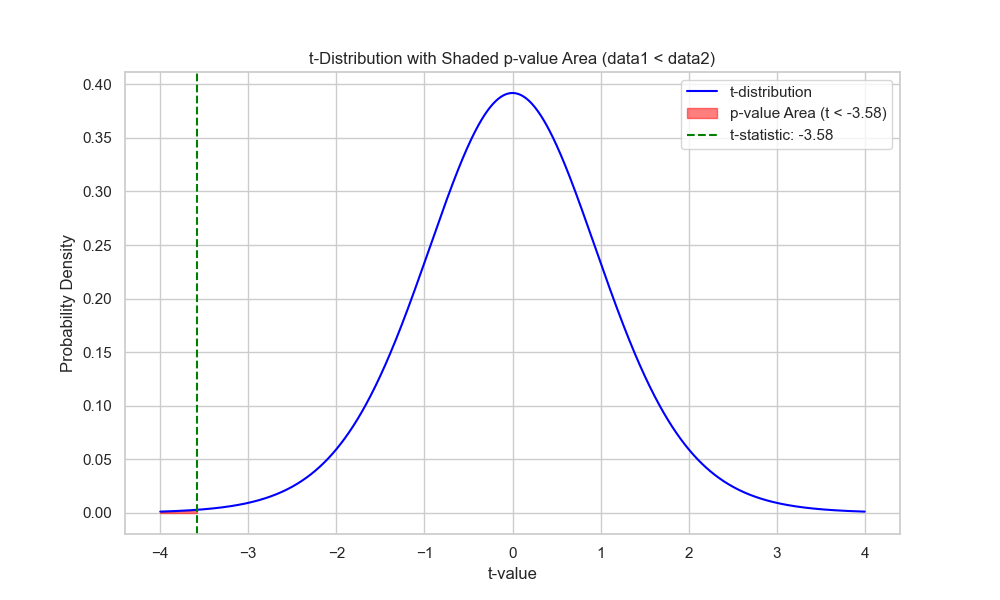 t-Distribution with Shaded p-value Area (data1 < data2)
t-distribution
p-value Area (t < -3.58)
t-statistic: -3.58
Probability Density
0.40
0.35
0.30
0.25
0.20
0.15
0.10
0.05
0.00
−4 −3 −2 −1 0 1 2 3 4
t-value